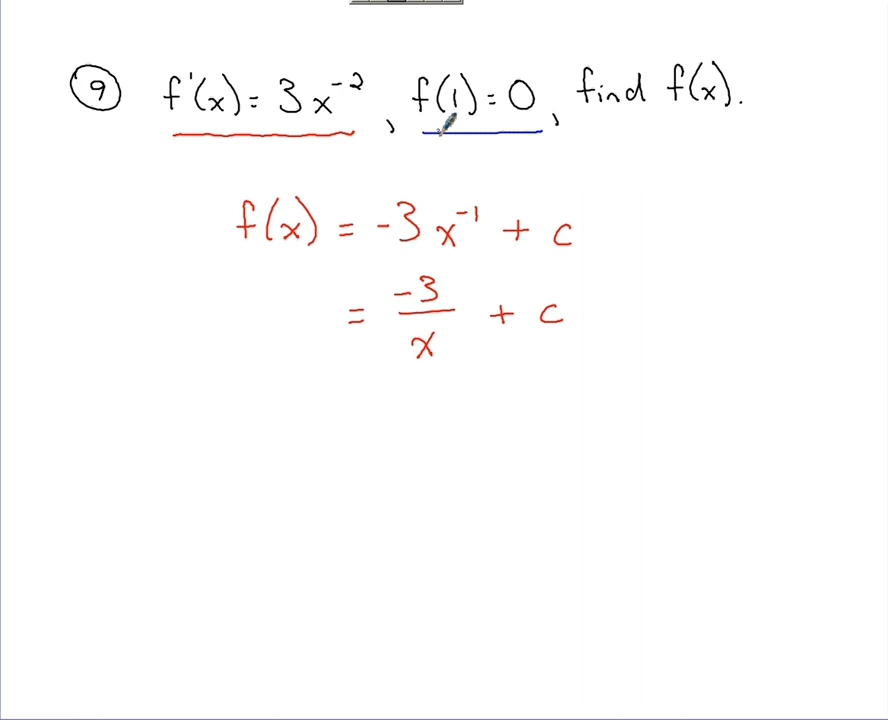 ⑨ f'(x) = 3x⁻² , f(1) = 0 , find f(x).
f(x) = -3x⁻¹ + c
= -3/x + c